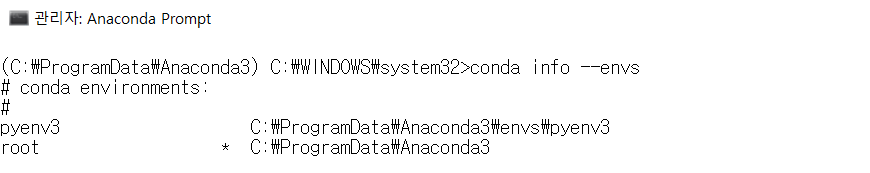 관리자: Anaconda Prompt
(C:₩ProgramData₩Anaconda3) C:₩WINDOWS₩system32>conda info --envs
# conda environments:
#
pyenv3 C:₩ProgramData₩Anaconda3₩envs₩pyenv3
root * C:₩ProgramData₩Anaconda3